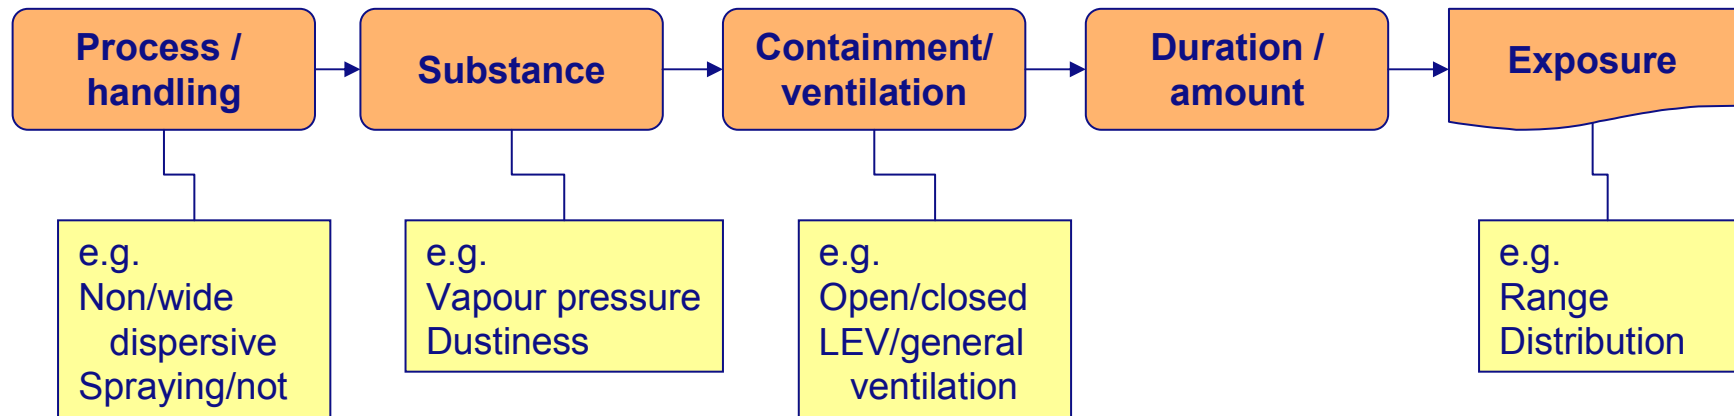 Process /
handling
Substance
Containment/
ventilation
Duration /
amount
Exposure
e.g.
Non/wide
dispersive
Spraying/not
e.g.
Vapour pressure
Dustiness
e.g.
Open/closed
LEV/general
ventilation
e.g.
Range
Distribution